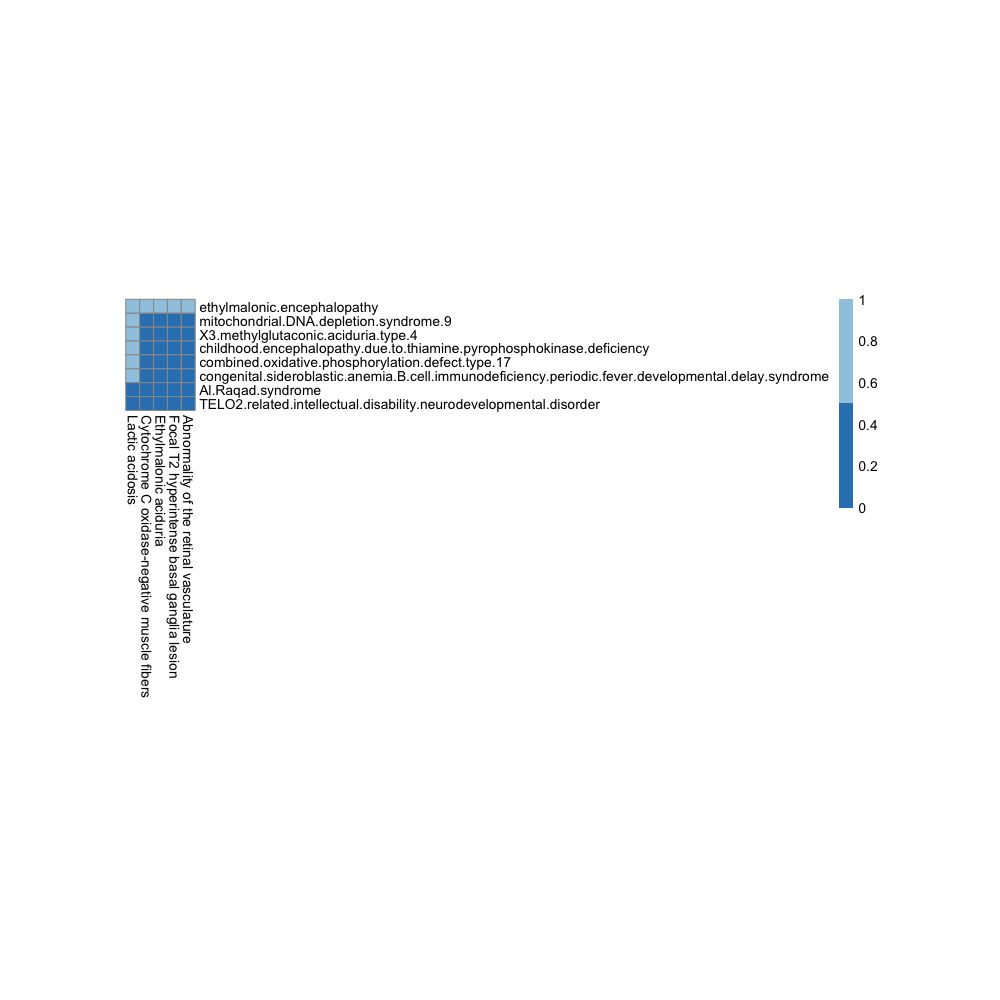 ethylmalonic.encephalopathy
mitochondrial.DNA.depletion.syndrome.9
X3.methylglutaconic.aciduria.type.4
childhood.encephalopathy.due.to.thiamine.pyrophosphokinase.deficiency
combined.oxidative.phosphorylation.defect.type.17
congenital.sideroblastic.anemia.B.cell.immunodeficiency.periodic.fever.developmental.delay.syndrome
Al.Raqad.syndrome
TELO2.related.intellectual.disability.neurodevelopmental.disorder
Lactic acidosis
Cytochrome C oxidase-negative muscle fibers
Ethylmalonic aciduria
Focal T2 hyperintense basal ganglia lesion
Abnormality of the retinal vasculature
1
0.8
0.6
0.4
0.2
0